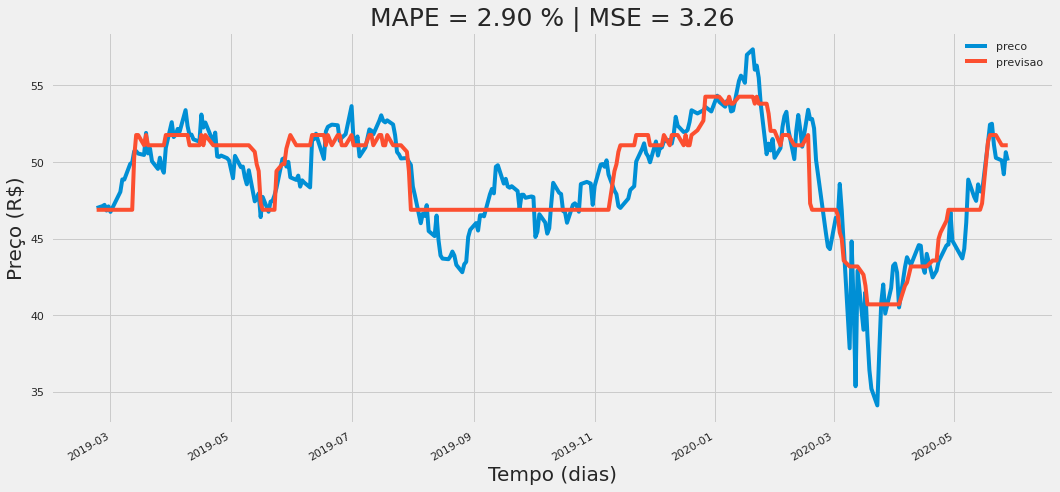 MAPE = 2.90 % | MSE = 3.26
preco
previsao
55
50
45
40
35
Preço (R$)
2019-03
2019-05
2019-07
2019-09
2019-11
2020-01
2020-03
2020-05
Tempo (dias)